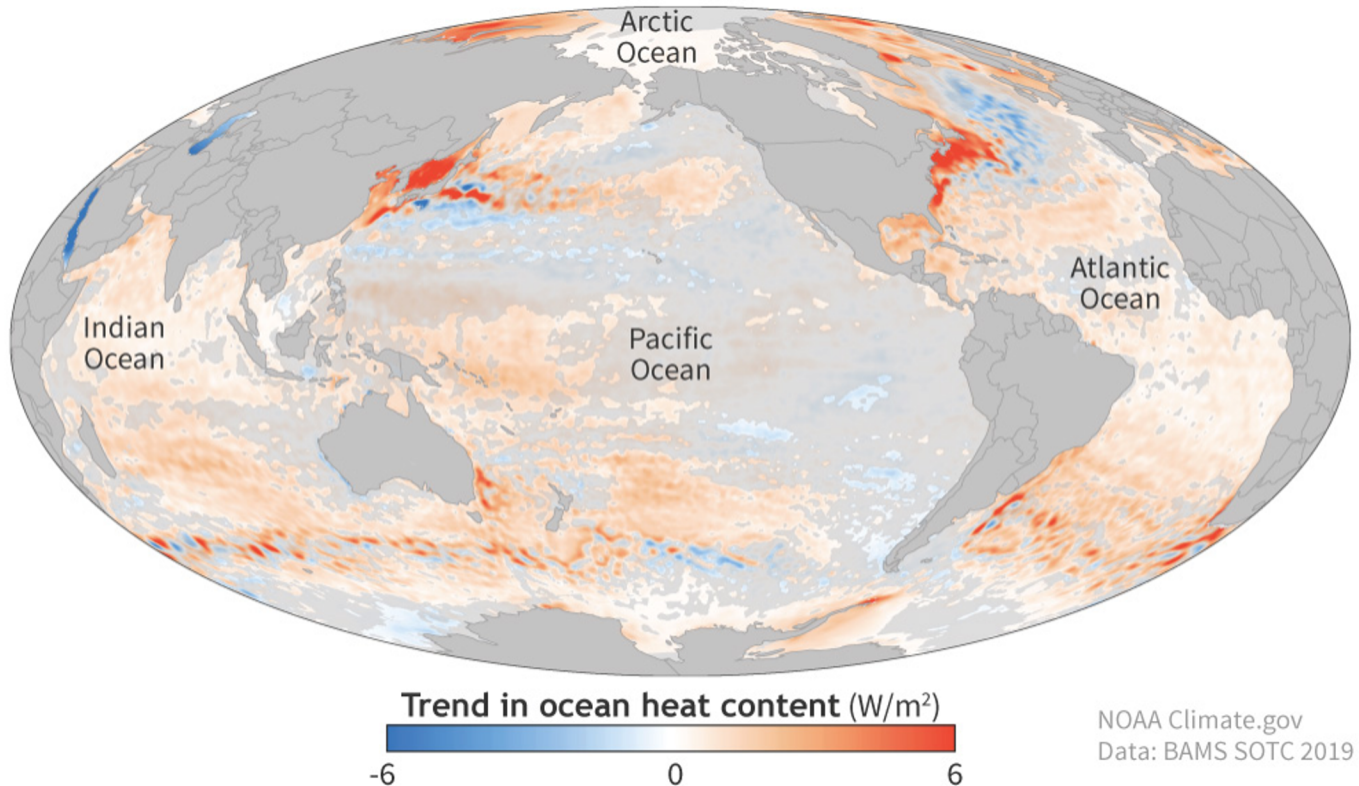 Arctic
Ocean
Atlantic
Ocean
Indian
Ocean
Pacific
Ocean
Trend in ocean heat content (W/m²)
-6
0
6
NOAA Climate.gov
Data: BAMS SOTC 2019